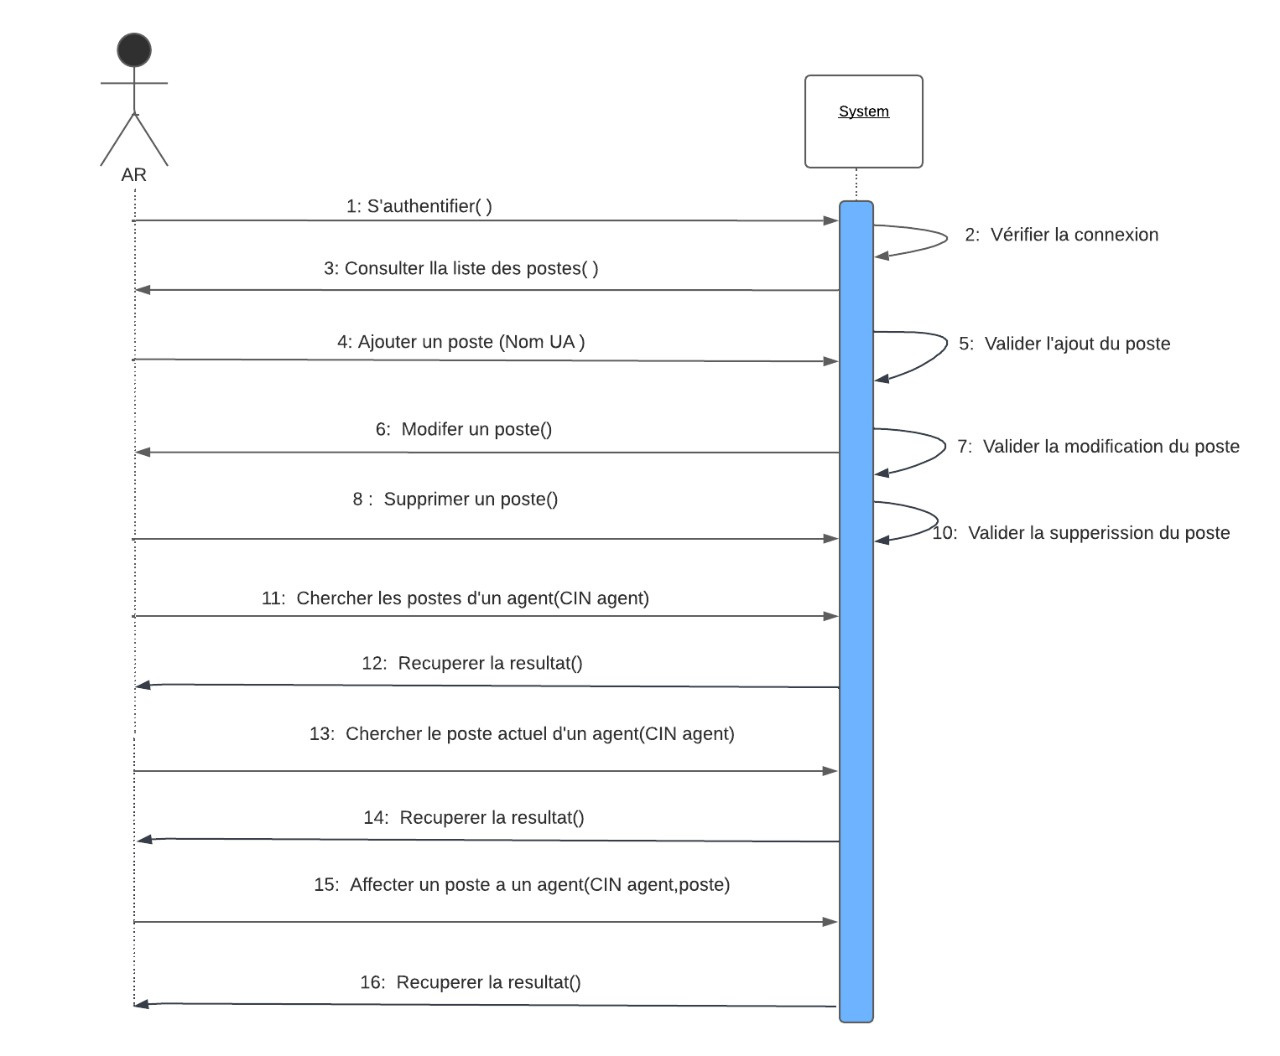 System
AR
1: S'authentifier( )
2: Vérifier la connexion
3: Consulter lla liste des postes( )
4: Ajouter un poste (Nom UA )
5: Valider l'ajout du poste
6: Modifer un poste()
7: Valider la modification du poste
8 : Supprimer un poste()
10: Valider la supperission du poste
11: Chercher les postes d'un agent(CIN agent)
12: Recuperer la resultat()
13: Chercher le poste actuel d'un agent(CIN agent)
14: Recuperer la resultat()
15: Affecter un poste a un agent(CIN agent,poste)
16: Recuperer la resultat()